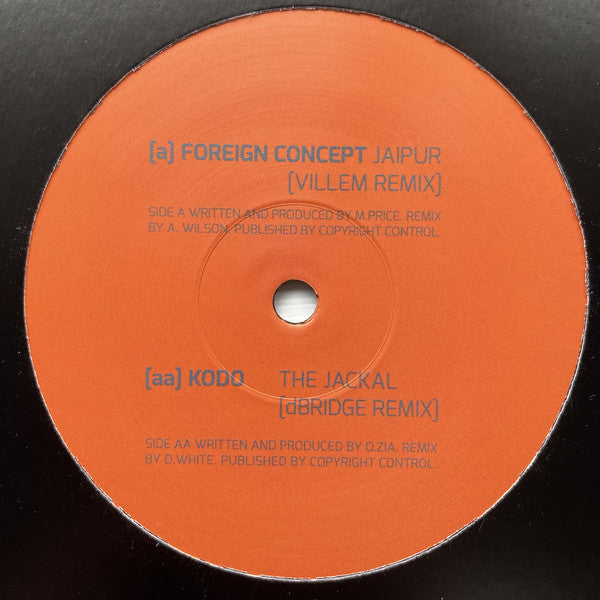 [a] FOREIGN CONCEPT JAIPUR
[VILLEM REMIX]
SIDE A WRITTEN AND PRODUCED BY M.PRICE. REMIX
BY A. WILSON. PUBLISHED BY COPYRIGHT CONTROL.
[aa] KODO THE JACKAL
[dBRIDGE REMIX]
SIDE AA WRITTEN AND PRODUCED BY O.ZIA. REMIX
BY D.WHITE. PUBLISHED BY COPYRIGHT CONTROL.